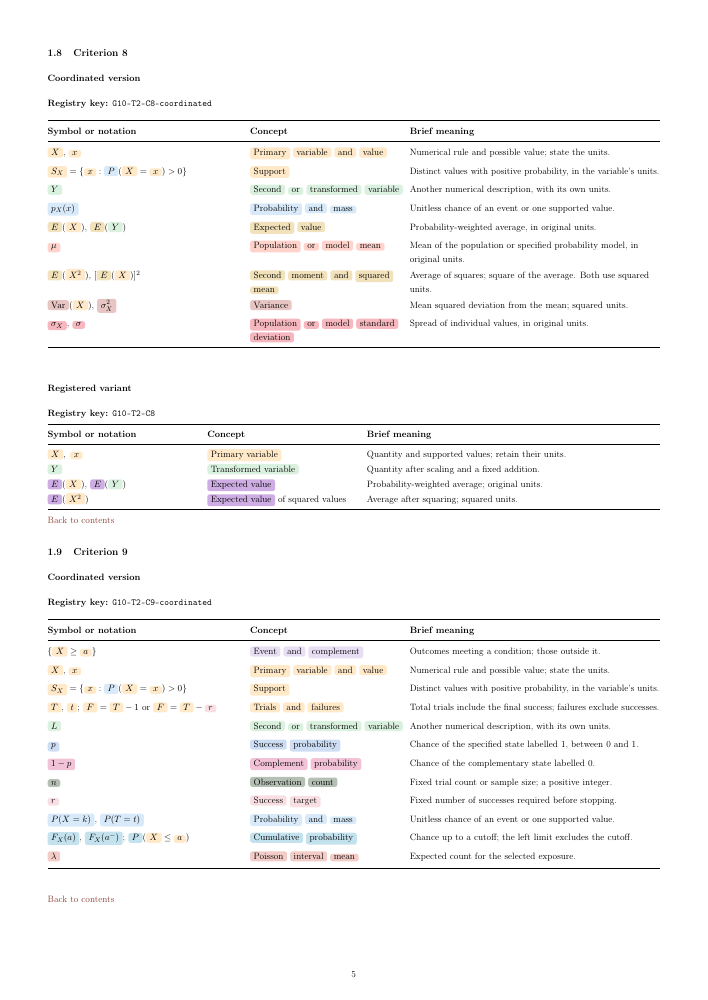 1.8 Criterion 8
Coordinated version
Registry key: G10-T2-C8-coordinated
Symbol or notation Concept Brief meaning
X, x Primary variable and value Numerical rule and possible value; state the units.
S_X = {x : P(X = x) > 0} Support Distinct values with positive probability, in the variable's units.
Y Second or transformed variable Another numerical description, with its own units.
p_X(x) Probability and mass Unitless chance of an event or one supported value.
E(X), E(Y) Expected value Probability-weighted average, in original units.
μ Population or model mean Mean of the population or specified probability model, in
original units.
E(X²), [E(X)]² Second moment and squared Average of squares; square of the average. Both use squared
mean units.
Var(X), σ²_X Variance Mean squared deviation from the mean; squared units.
σ_X, σ Population or model standard Spread of individual values, in original units.
deviation
Registered variant
Registry key: G10-T2-C8
Symbol or notation Concept Brief meaning
X, x Primary variable Quantity and supported values; retain their units.
Y Transformed variable Quantity after scaling and a fixed addition.
E(X), E(Y) Expected value Probability-weighted average; original units.
E(X²) Expected value of squared values Average after squaring; squared units.
Back to contents
1.9 Criterion 9
Coordinated version
Registry key: G10-T2-C9-coordinated
Symbol or notation Concept Brief meaning
{X ≥ a} Event and complement Outcomes meeting a condition; those outside it.
X, x Primary variable and value Numerical rule and possible value; state the units.
S_X = {x : P(X = x) > 0} Support Distinct values with positive probability, in the variable's units.
T, t; F = T − 1 or F = T − r Trials and failures Total trials include the final success; failures exclude successes.
L Second or transformed variable Another numerical description, with its own units.
p Success probability Chance of the specified state labelled 1, between 0 and 1.
1 − p Complement probability Chance of the complementary state labelled 0.
n Observation count Fixed trial count or sample size; a positive integer.
r Success target Fixed number of successes required before stopping.
P(X = k), P(T = t) Probability and mass Unitless chance of an event or one supported value.
F_X(a), F_X(a⁻); P(X ≤ a) Cumulative probability Chance up to a cutoff; the left limit excludes the cutoff.
λ Poisson interval mean Expected count for the selected exposure.
Back to contents
5